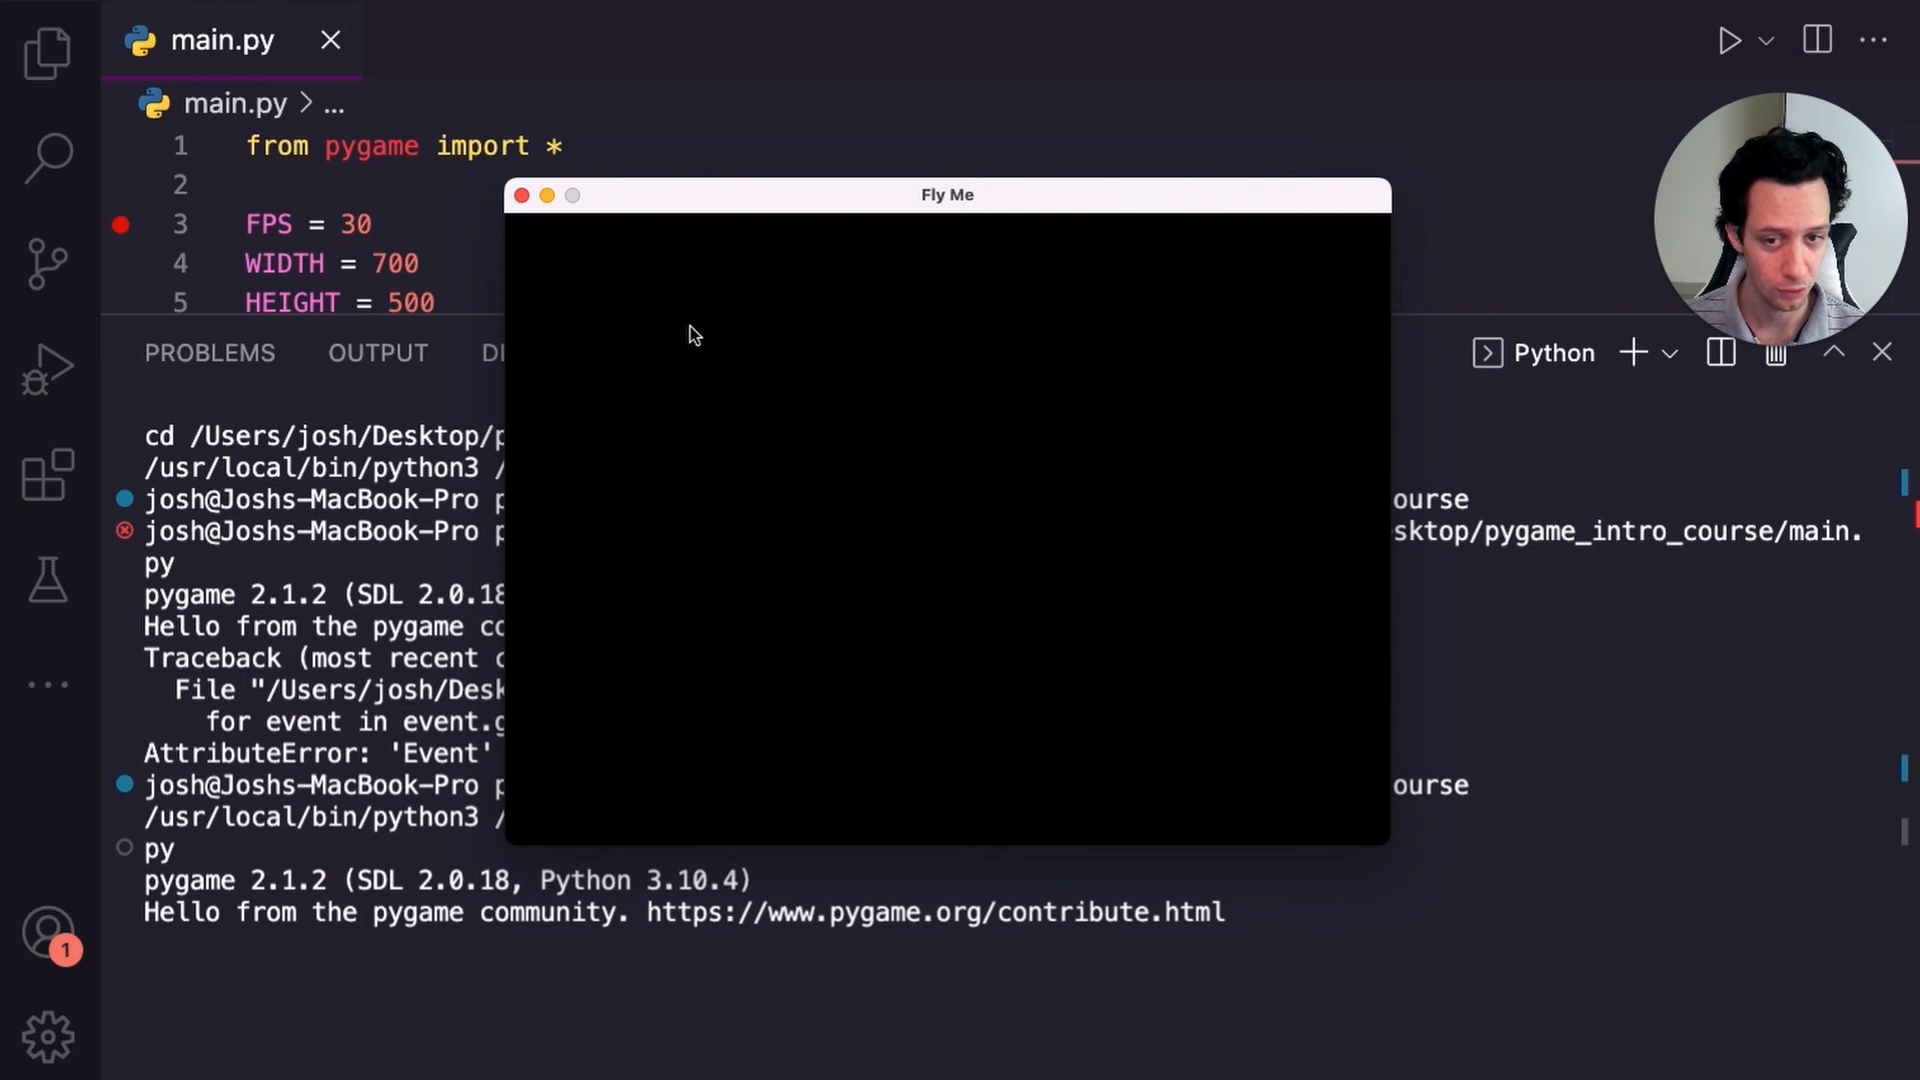 main.py
main.py > ...
1 from pygame import *
2
3 FPS = 30
4 WIDTH = 700
5 HEIGHT = 500
Fly Me
PROBLEMS OUTPUT
Python
cd /Users/josh/Desktop/
/usr/local/bin/python3 /
josh@Joshs-MacBook-Pro ourse
josh@Joshs-MacBook-Pro sktop/pygame_intro_course/main.
py
pygame 2.1.2 (SDL 2.0.18
Hello from the pygame co
Traceback (most recent c
File "/Users/josh/Desk
for event in event.g
AttributeError: 'Event'
josh@Joshs-MacBook-Pro ourse
/usr/local/bin/python3 /
py
pygame 2.1.2 (SDL 2.0.18, Python 3.10.4)
Hello from the pygame community. https://www.pygame.org/contribute.html
1